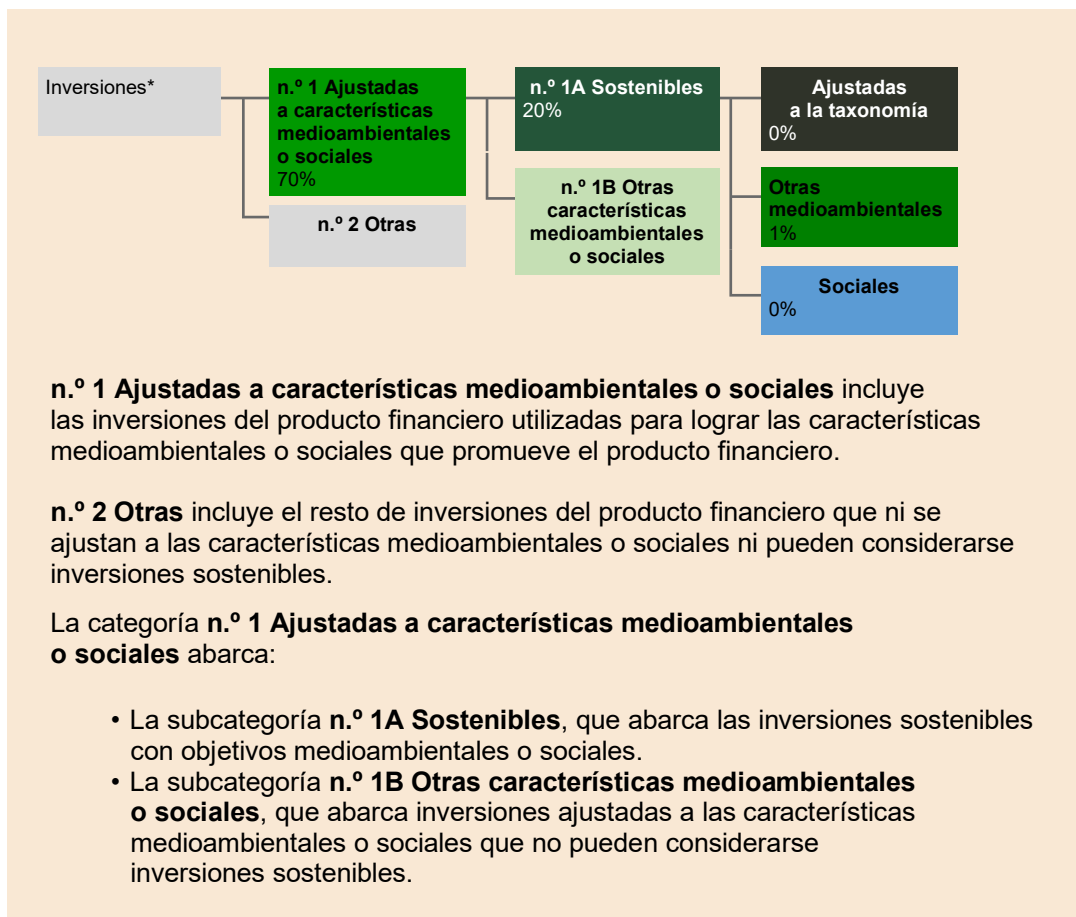 Inversiones*
n.º 1 Ajustadas
a características
medioambientales
o sociales
70%
n.º 2 Otras
n.º 1A Sostenibles
20%
n.º 1B Otras
características
medioambientales
o sociales
Ajustadas
a la taxonomía
0%
Otras
medioambientales
1%
Sociales
0%
n.º 1 Ajustadas a características medioambientales o sociales incluye
las inversiones del producto financiero utilizadas para lograr las características
medioambientales o sociales que promueve el producto financiero.
n.º 2 Otras incluye el resto de inversiones del producto financiero que ni se
ajustan a las características medioambientales o sociales ni pueden considerarse
inversiones sostenibles.
La categoría n.º 1 Ajustadas a características medioambientales
o sociales abarca:
• La subcategoría n.º 1A Sostenibles, que abarca las inversiones sostenibles
con objetivos medioambientales o sociales.
• La subcategoría n.º 1B Otras características medioambientales
o sociales, que abarca inversiones ajustadas a las características
medioambientales o sociales que no pueden considerarse
inversiones sostenibles.